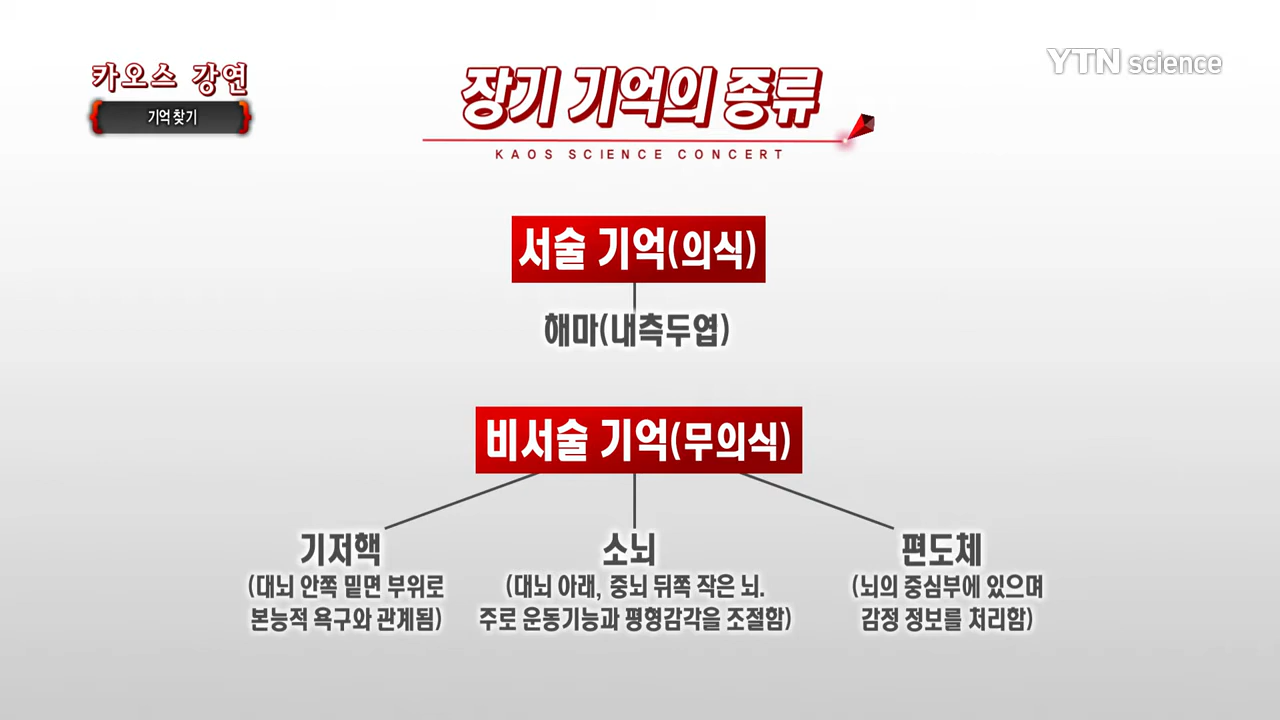 카오스 강연
기억 찾기
YTN science
장기 기억의 종류
KAOS SCIENCE CONCERT
서술 기억(의식)
해마(내측두엽)
비서술 기억(무의식)
기저핵
(대뇌 안쪽 밑면 부위로
본능적 욕구와 관계됨)
소뇌
(대뇌 아래, 중뇌 뒤쪽 작은 뇌.
주로 운동기능과 평형감각을 조절함)
편도체
(뇌의 중심부에 있으며
감정 정보를 처리함)